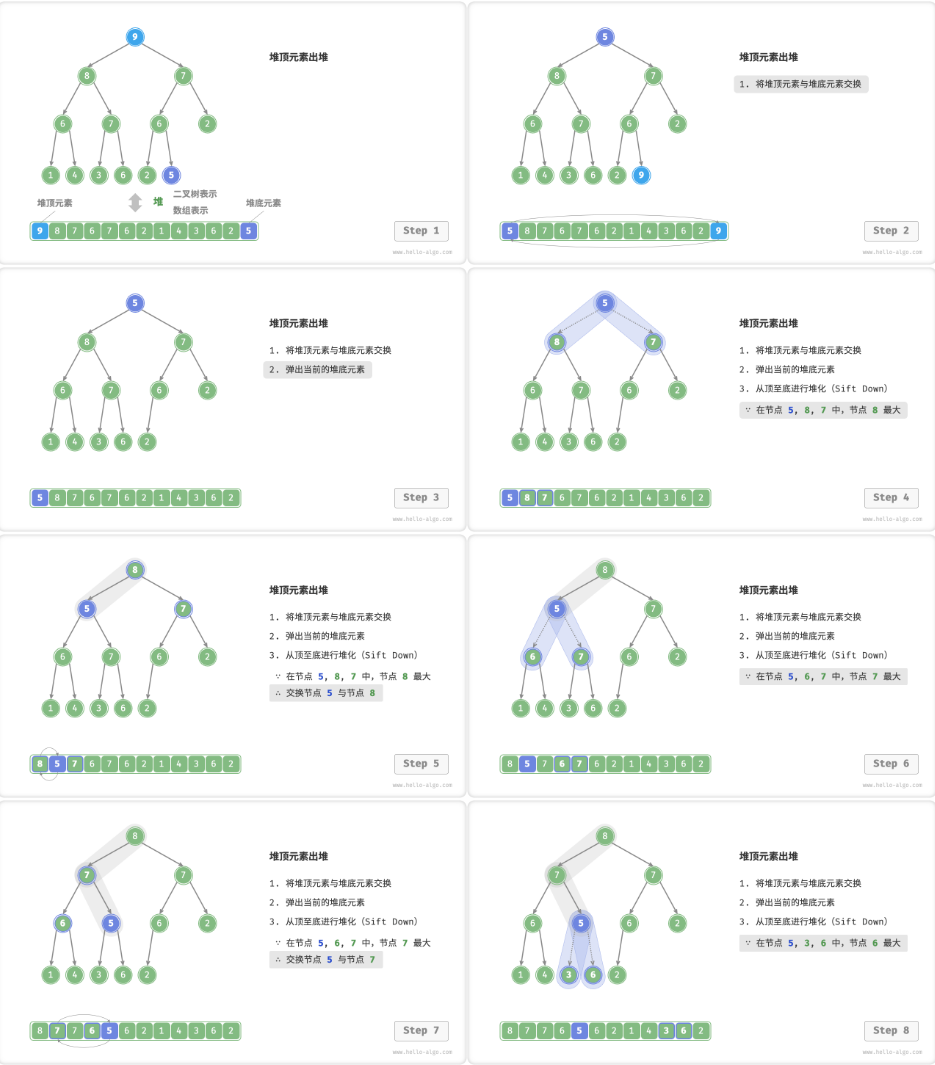 9
堆顶元素出堆
8 7
6 7 6 2
1 4 3 6 2 5
堆顶元素
堆
二叉树表示
数组表示
堆底元素
9 8 7 6 7 6 2 1 4 3 6 2 5
Step 1
www.hello-algo.com
5
堆顶元素出堆
8 7
1. 将堆顶元素与堆底元素交换
6 7 6 2
1 4 3 6 2 9
5 8 7 6 7 6 2 1 4 3 6 2 9
Step 2
www.hello-algo.com
5
堆顶元素出堆
8 7
1. 将堆顶元素与堆底元素交换
2. 弹出当前的堆底元素
6 7 6 2
1 4 3 6 2
5 8 7 6 7 6 2 1 4 3 6 2
Step 3
www.hello-algo.com
5
堆顶元素出堆
8 7
1. 将堆顶元素与堆底元素交换
2. 弹出当前的堆底元素
3. 从顶至底进行堆化（Sift Down）
∵ 在节点 5, 8, 7 中，节点 8 最大
6 7 6 2
1 4 3 6 2
5 8 7 6 7 6 2 1 4 3 6 2
Step 4
www.hello-algo.com
8
堆顶元素出堆
5 7
1. 将堆顶元素与堆底元素交换
2. 弹出当前的堆底元素
3. 从顶至底进行堆化（Sift Down）
∵ 在节点 5, 8, 7 中，节点 8 最大
∴ 交换节点 5 与节点 8
6 7 6 2
1 4 3 6 2
8 5 7 6 7 6 2 1 4 3 6 2
Step 5
www.hello-algo.com
8
堆顶元素出堆
5 7
1. 将堆顶元素与堆底元素交换
2. 弹出当前的堆底元素
3. 从顶至底进行堆化（Sift Down）
∵ 在节点 5, 6, 7 中，节点 7 最大
6 7 6 2
1 4 3 6 2
8 5 7 6 7 6 2 1 4 3 6 2
Step 6
www.hello-algo.com
8
堆顶元素出堆
7 7
1. 将堆顶元素与堆底元素交换
2. 弹出当前的堆底元素
3. 从顶至底进行堆化（Sift Down）
∵ 在节点 5, 6, 7 中，节点 7 最大
∴ 交换节点 5 与节点 7
6 5 6 2
1 4 3 6 2
8 7 7 6 5 6 2 1 4 3 6 2
Step 7
www.hello-algo.com
8
堆顶元素出堆
7 7
1. 将堆顶元素与堆底元素交换
2. 弹出当前的堆底元素
3. 从顶至底进行堆化（Sift Down）
∵ 在节点 5, 3, 6 中，节点 6 最大
6 5 6 2
1 4 3 6 2
8 7 7 6 5 6 2 1 4 3 6 2
Step 8
www.hello-algo.com